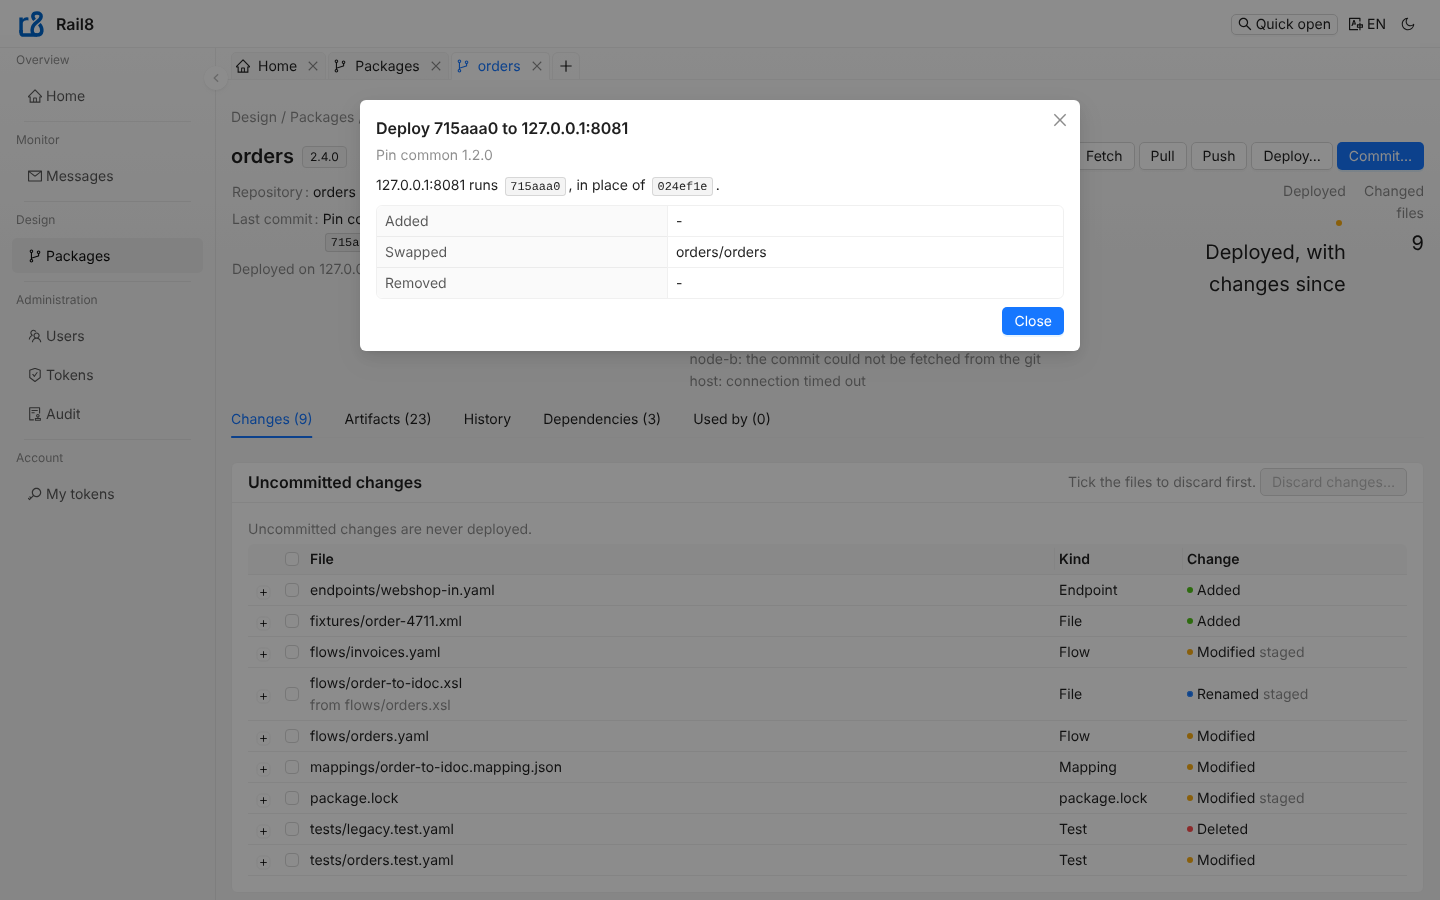 Rail8
Quick open
EN
Overview
Home
Monitor
Messages
Design
Packages
Administration
Users
Tokens
Audit
Account
My tokens
Home
Packages
orders
Design / Packages /
orders 2.4.0
Fetch
Pull
Push
Deploy...
Commit...
Repository: orders
Last commit: Pin co
715a
Deployed on 127.0.0
Deployed
Deployed, with
changes since
Changed
files
9
Deploy 715aaa0 to 127.0.0.1:8081
Pin common 1.2.0
127.0.0.1:8081 runs 715aaa0, in place of 024ef1e.
Added -
Swapped orders/orders
Removed -
Close
node-b: the commit could not be fetched from the git
host: connection timed out
Changes (9)
Artifacts (23)
History
Dependencies (3)
Used by (0)
Uncommitted changes
Tick the files to discard first.
Discard changes...
Uncommitted changes are never deployed.
File Kind Change
+ endpoints/webshop-in.yaml Endpoint Added
+ fixtures/order-4711.xml File Added
+ flows/invoices.yaml Flow Modified staged
+ flows/order-to-idoc.xsl File Renamed staged
from flows/orders.xsl
+ flows/orders.yaml Flow Modified
+ mappings/order-to-idoc.mapping.json Mapping Modified
+ package.lock package.lock Modified staged
+ tests/legacy.test.yaml Test Deleted
+ tests/orders.test.yaml Test Modified